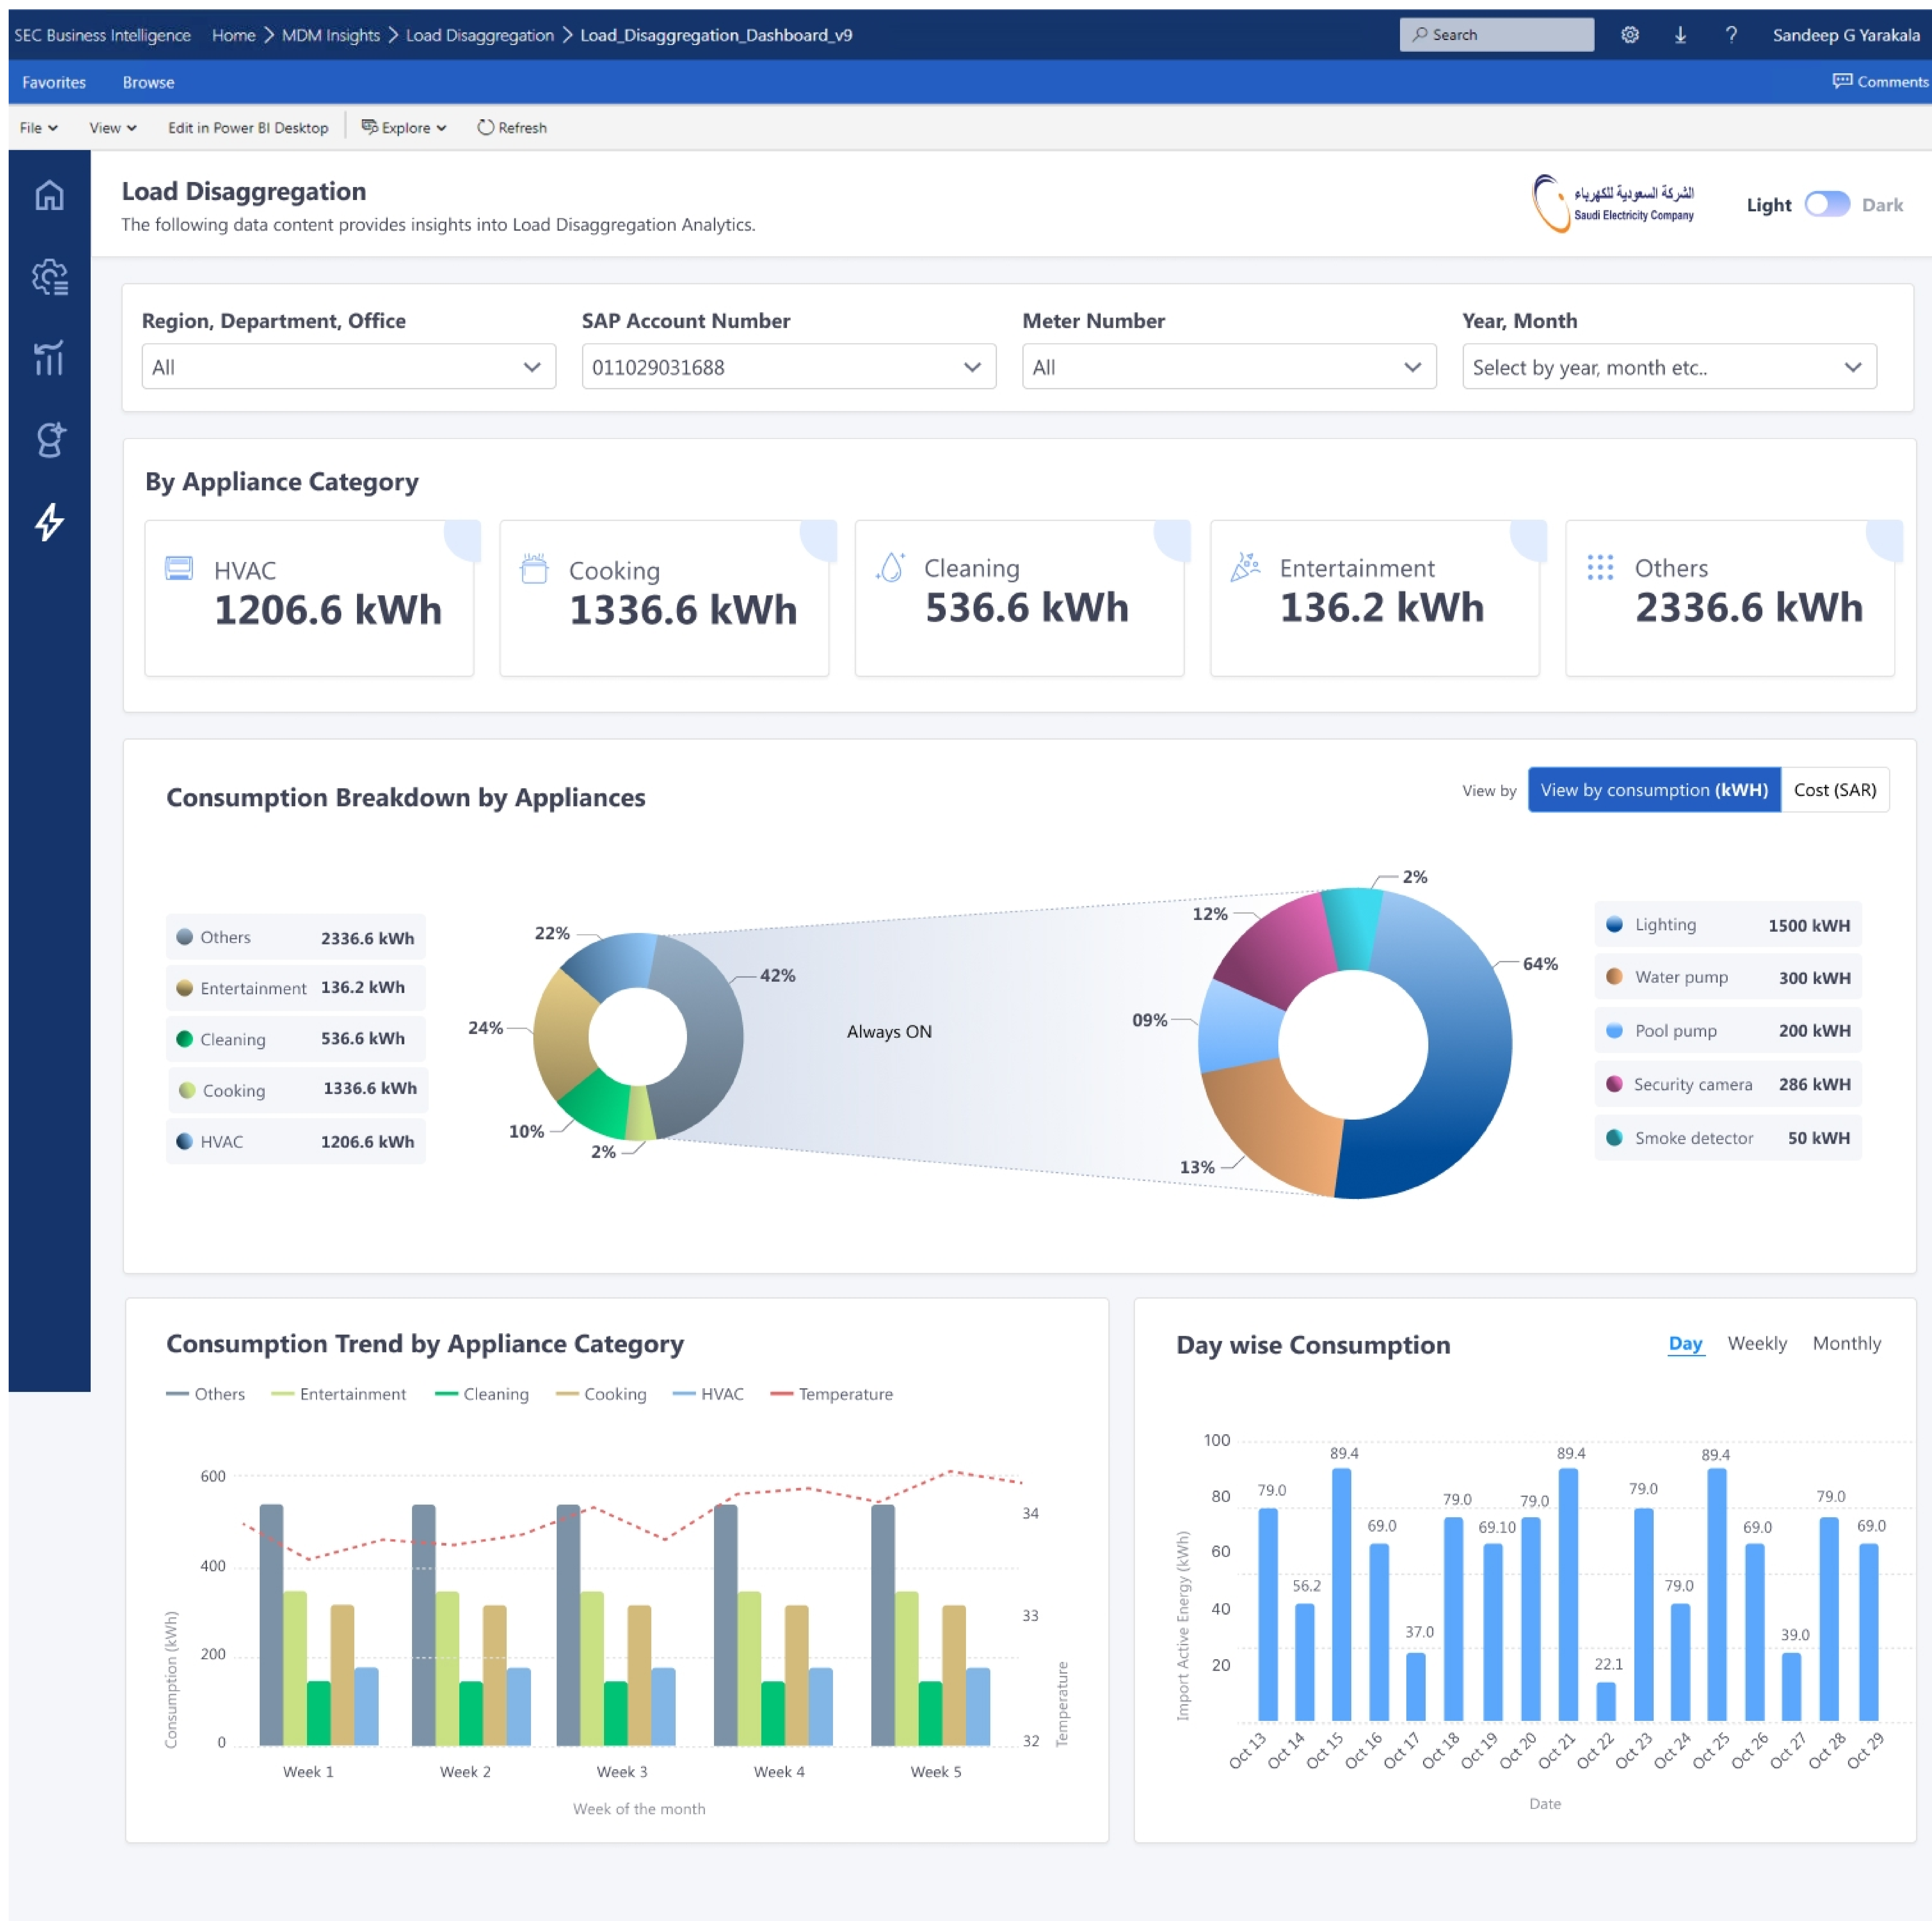 SEC Business Intelligence Home > MDM Insights > Load Disaggregation > Load_Disaggregation_Dashboard_v9 Search ? Sandeep G Yarakala
Favorites Browse Comments
File View Edit in Power BI Desktop Explore Refresh
Load Disaggregation
The following data content provides insights into Load Disaggregation Analytics.
الشركة السعودية للكهرباء
Saudi Electricity Company
Light Dark
Region, Department, Office
All
SAP Account Number
011029031688
Meter Number
All
Year, Month
Select by year, month etc..
By Appliance Category
HVAC
1206.6 kWh
Cooking
1336.6 kWh
Cleaning
536.6 kWh
Entertainment
136.2 kWh
Others
2336.6 kWh
Consumption Breakdown by Appliances
View by View by consumption (kWH) Cost (SAR)
Others 2336.6 kWh
Entertainment 136.2 kWh
Cleaning 536.6 kWh
Cooking 1336.6 kWh
HVAC 1206.6 kWh
22%
42%
24%
10%
2%
Always ON
2%
12%
64%
09%
13%
Lighting 1500 kWH
Water pump 300 kWH
Pool pump 200 kWH
Security camera 286 kWH
Smoke detector 50 kWH
Consumption Trend by Appliance Category
Others Entertainment Cleaning Cooking HVAC Temperature
Consumption (kWh)
600
400
200
0
34
33
32
Temperature
Week 1 Week 2 Week 3 Week 4 Week 5
Week of the month
Day wise Consumption
Day Weekly Monthly
Import Active Energy (kWh)
100
80
60
40
20
79.0 56.2 89.4 69.0 37.0 79.0 69.10 79.0 89.4 22.1 79.0 79.0 89.4 69.0 39.0 79.0 69.0
Oct 13 Oct 14 Oct 15 Oct 16 Oct 17 Oct 18 Oct 19 Oct 20 Oct 21 Oct 22 Oct 23 Oct 24 Oct 25 Oct 26 Oct 27 Oct 28 Oct 29
Date